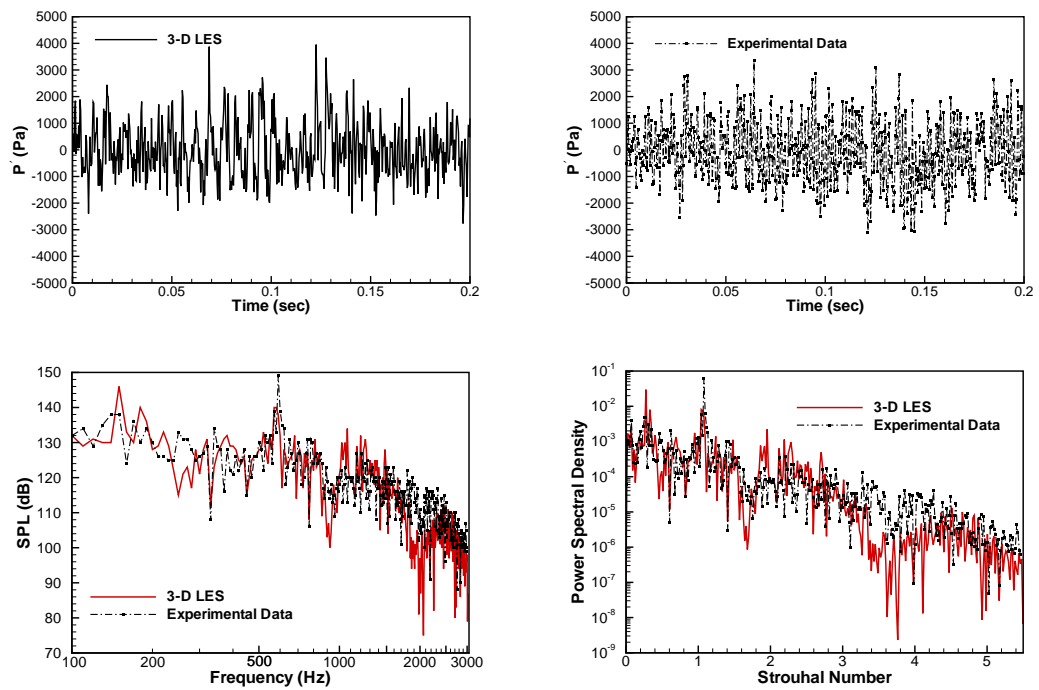 5000
4000
3000
2000
1000
0
-1000
-2000
-3000
-4000
-5000
P' (Pa)
3-D LES
0 0.05 0.1 0.15 0.2
Time (sec)
5000
4000
3000
2000
1000
0
-1000
-2000
-3000
-4000
-5000
P' (Pa)
Experimental Data
0 0.05 0.1 0.15 0.2
Time (sec)
150
140
130
120
110
100
90
80
70
SPL (dB)
3-D LES
Experimental Data
100 200 500 1000 2000 3000
Frequency (Hz)
10⁻¹
10⁻²
10⁻³
10⁻⁴
10⁻⁵
10⁻⁶
10⁻⁷
10⁻⁸
10⁻⁹
Power Spectral Density
3-D LES
Experimental Data
0 1 2 3 4 5
Strouhal Number